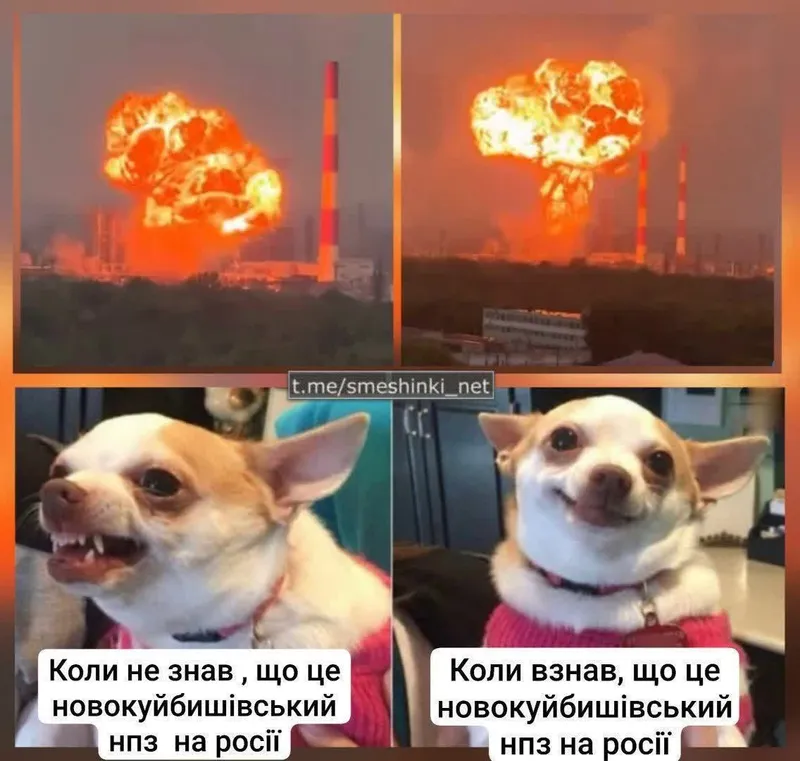 t.me/smeshinki_net
Коли не знав , що це
новокуйбишівський
нпз на росії
Коли взнав, що це
новокуйбишівський
нпз на росії